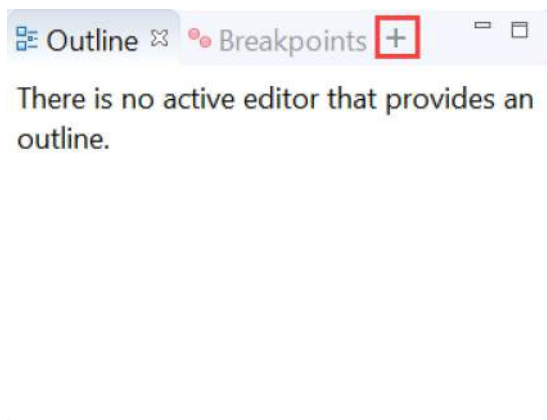 Outline Breakpoints +
There is no active editor that provides an
outline.